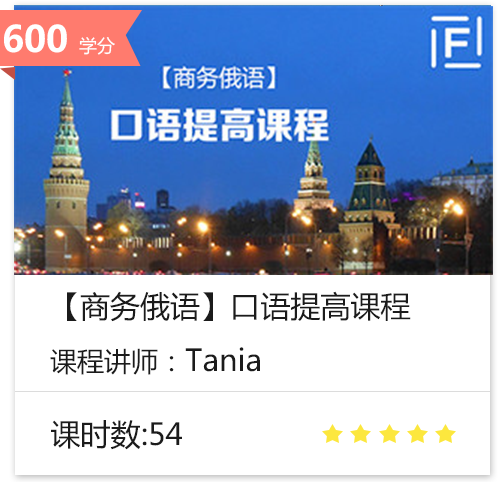 600 学分
【商务俄语】
口语提高课程
F
【商务俄语】口语提高课程
课程讲师：Tania
课时数:54